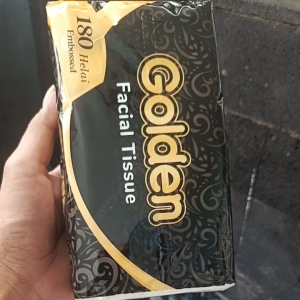 180 Helai
Embossed
Golden
Facial Tissue